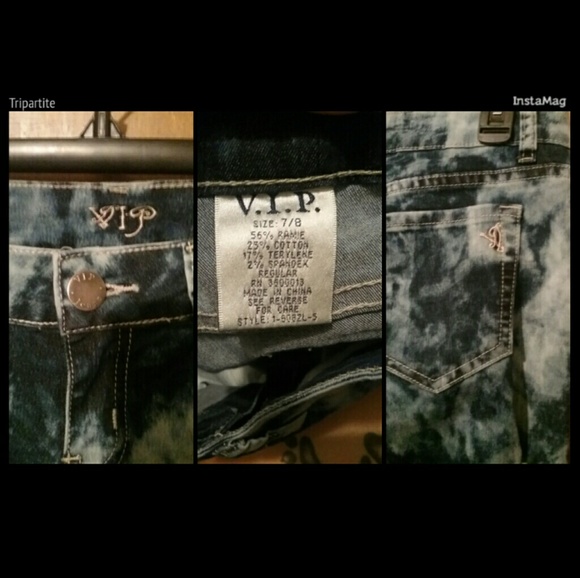 Tripartite
InstaMag
VIP
V.I.P.
SIZE: 7/8
56% RAMIE
23% COTTON
17% TERYLENE
2% SPANDEX
REGULAR
MADE IN CHINA
SEE REVERSE
FOR CARE